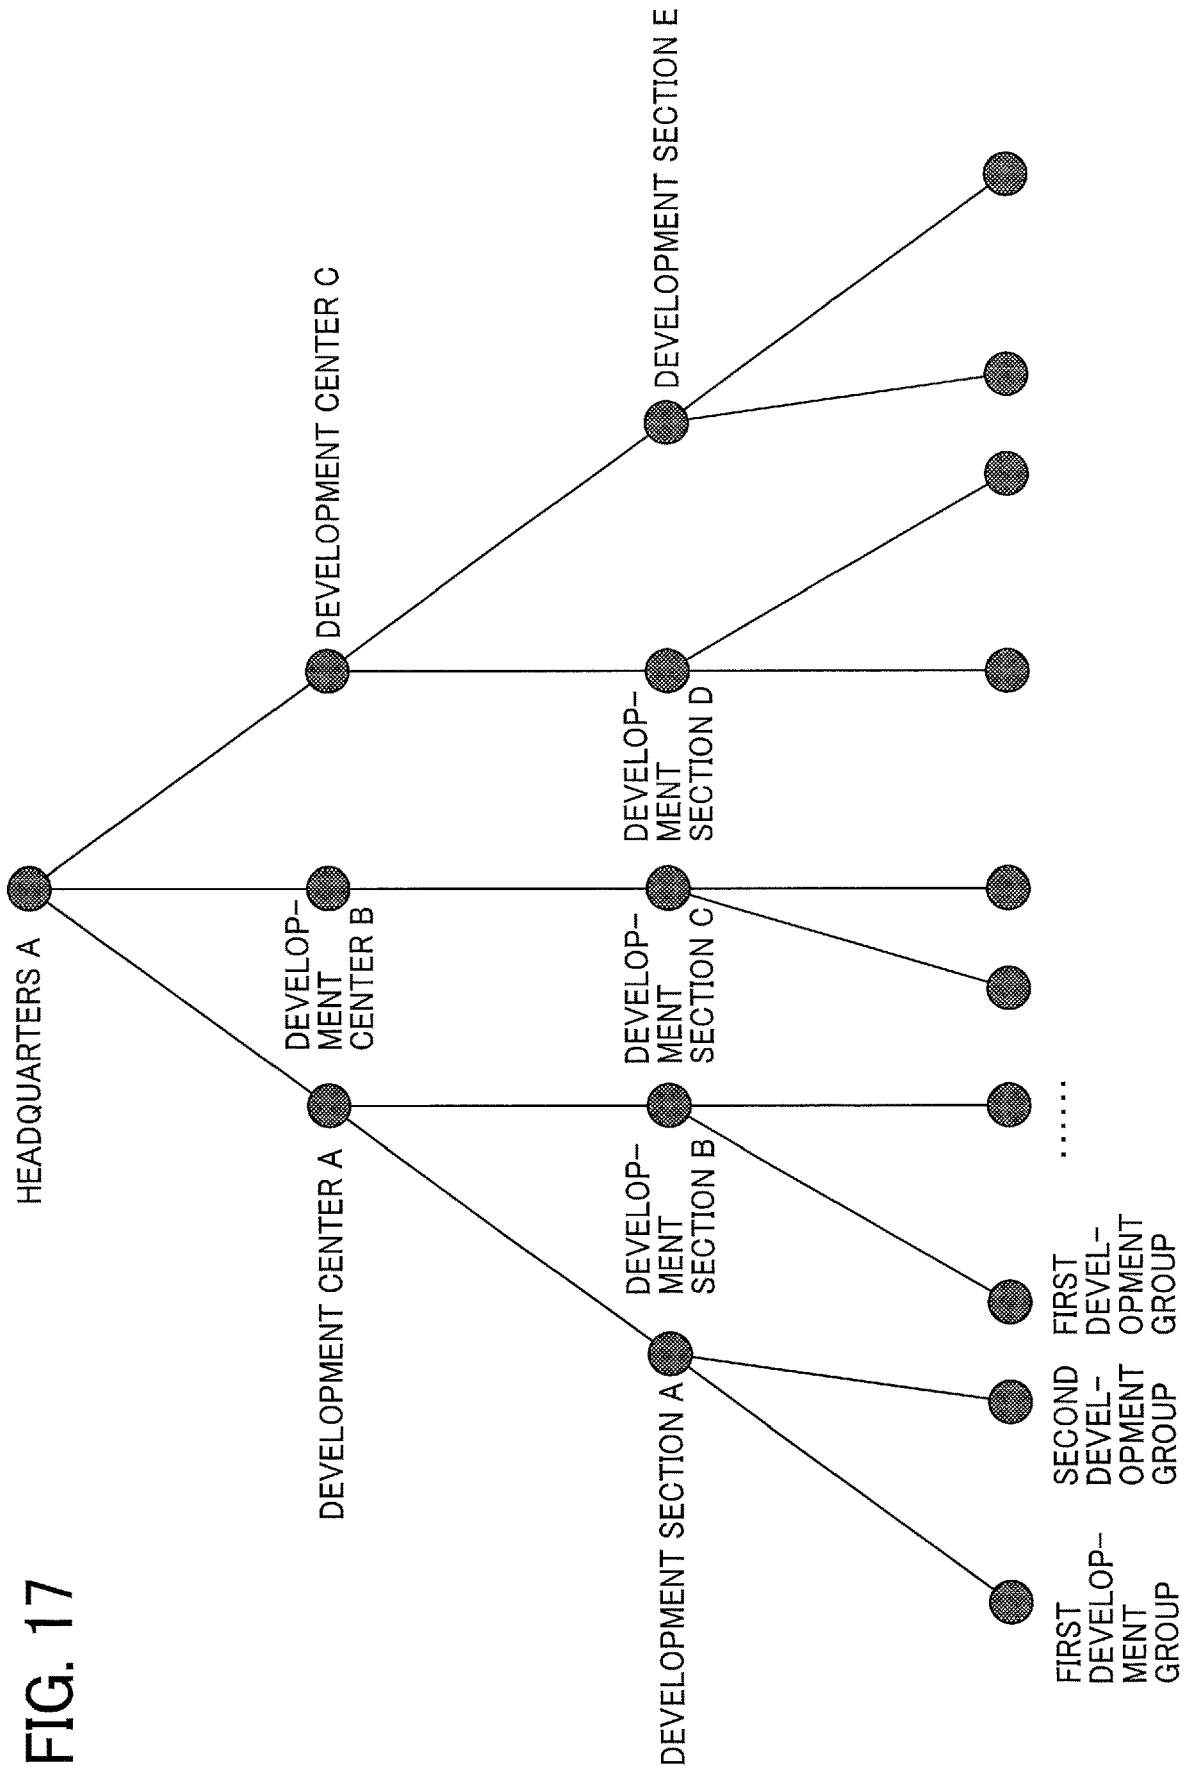 FIG. 17
HEADQUARTERS A
DEVELOPMENT CENTER A
DEVELOP-
MENT
CENTER B
DEVELOPMENT CENTER C
DEVELOPMENT SECTION A
DEVELOP-
MENT
SECTION B
DEVELOP-
MENT
SECTION C
DEVELOP-
MENT
SECTION D
DEVELOPMENT SECTION E
FIRST
DEVELOP-
MENT
GROUP
SECOND
DEVEL-
OPMENT
GROUP
FIRST
DEVEL-
OPMENT
GROUP
......